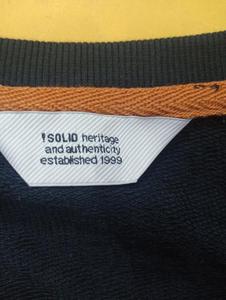 !SOLID heritage
and authenticity
established 1999